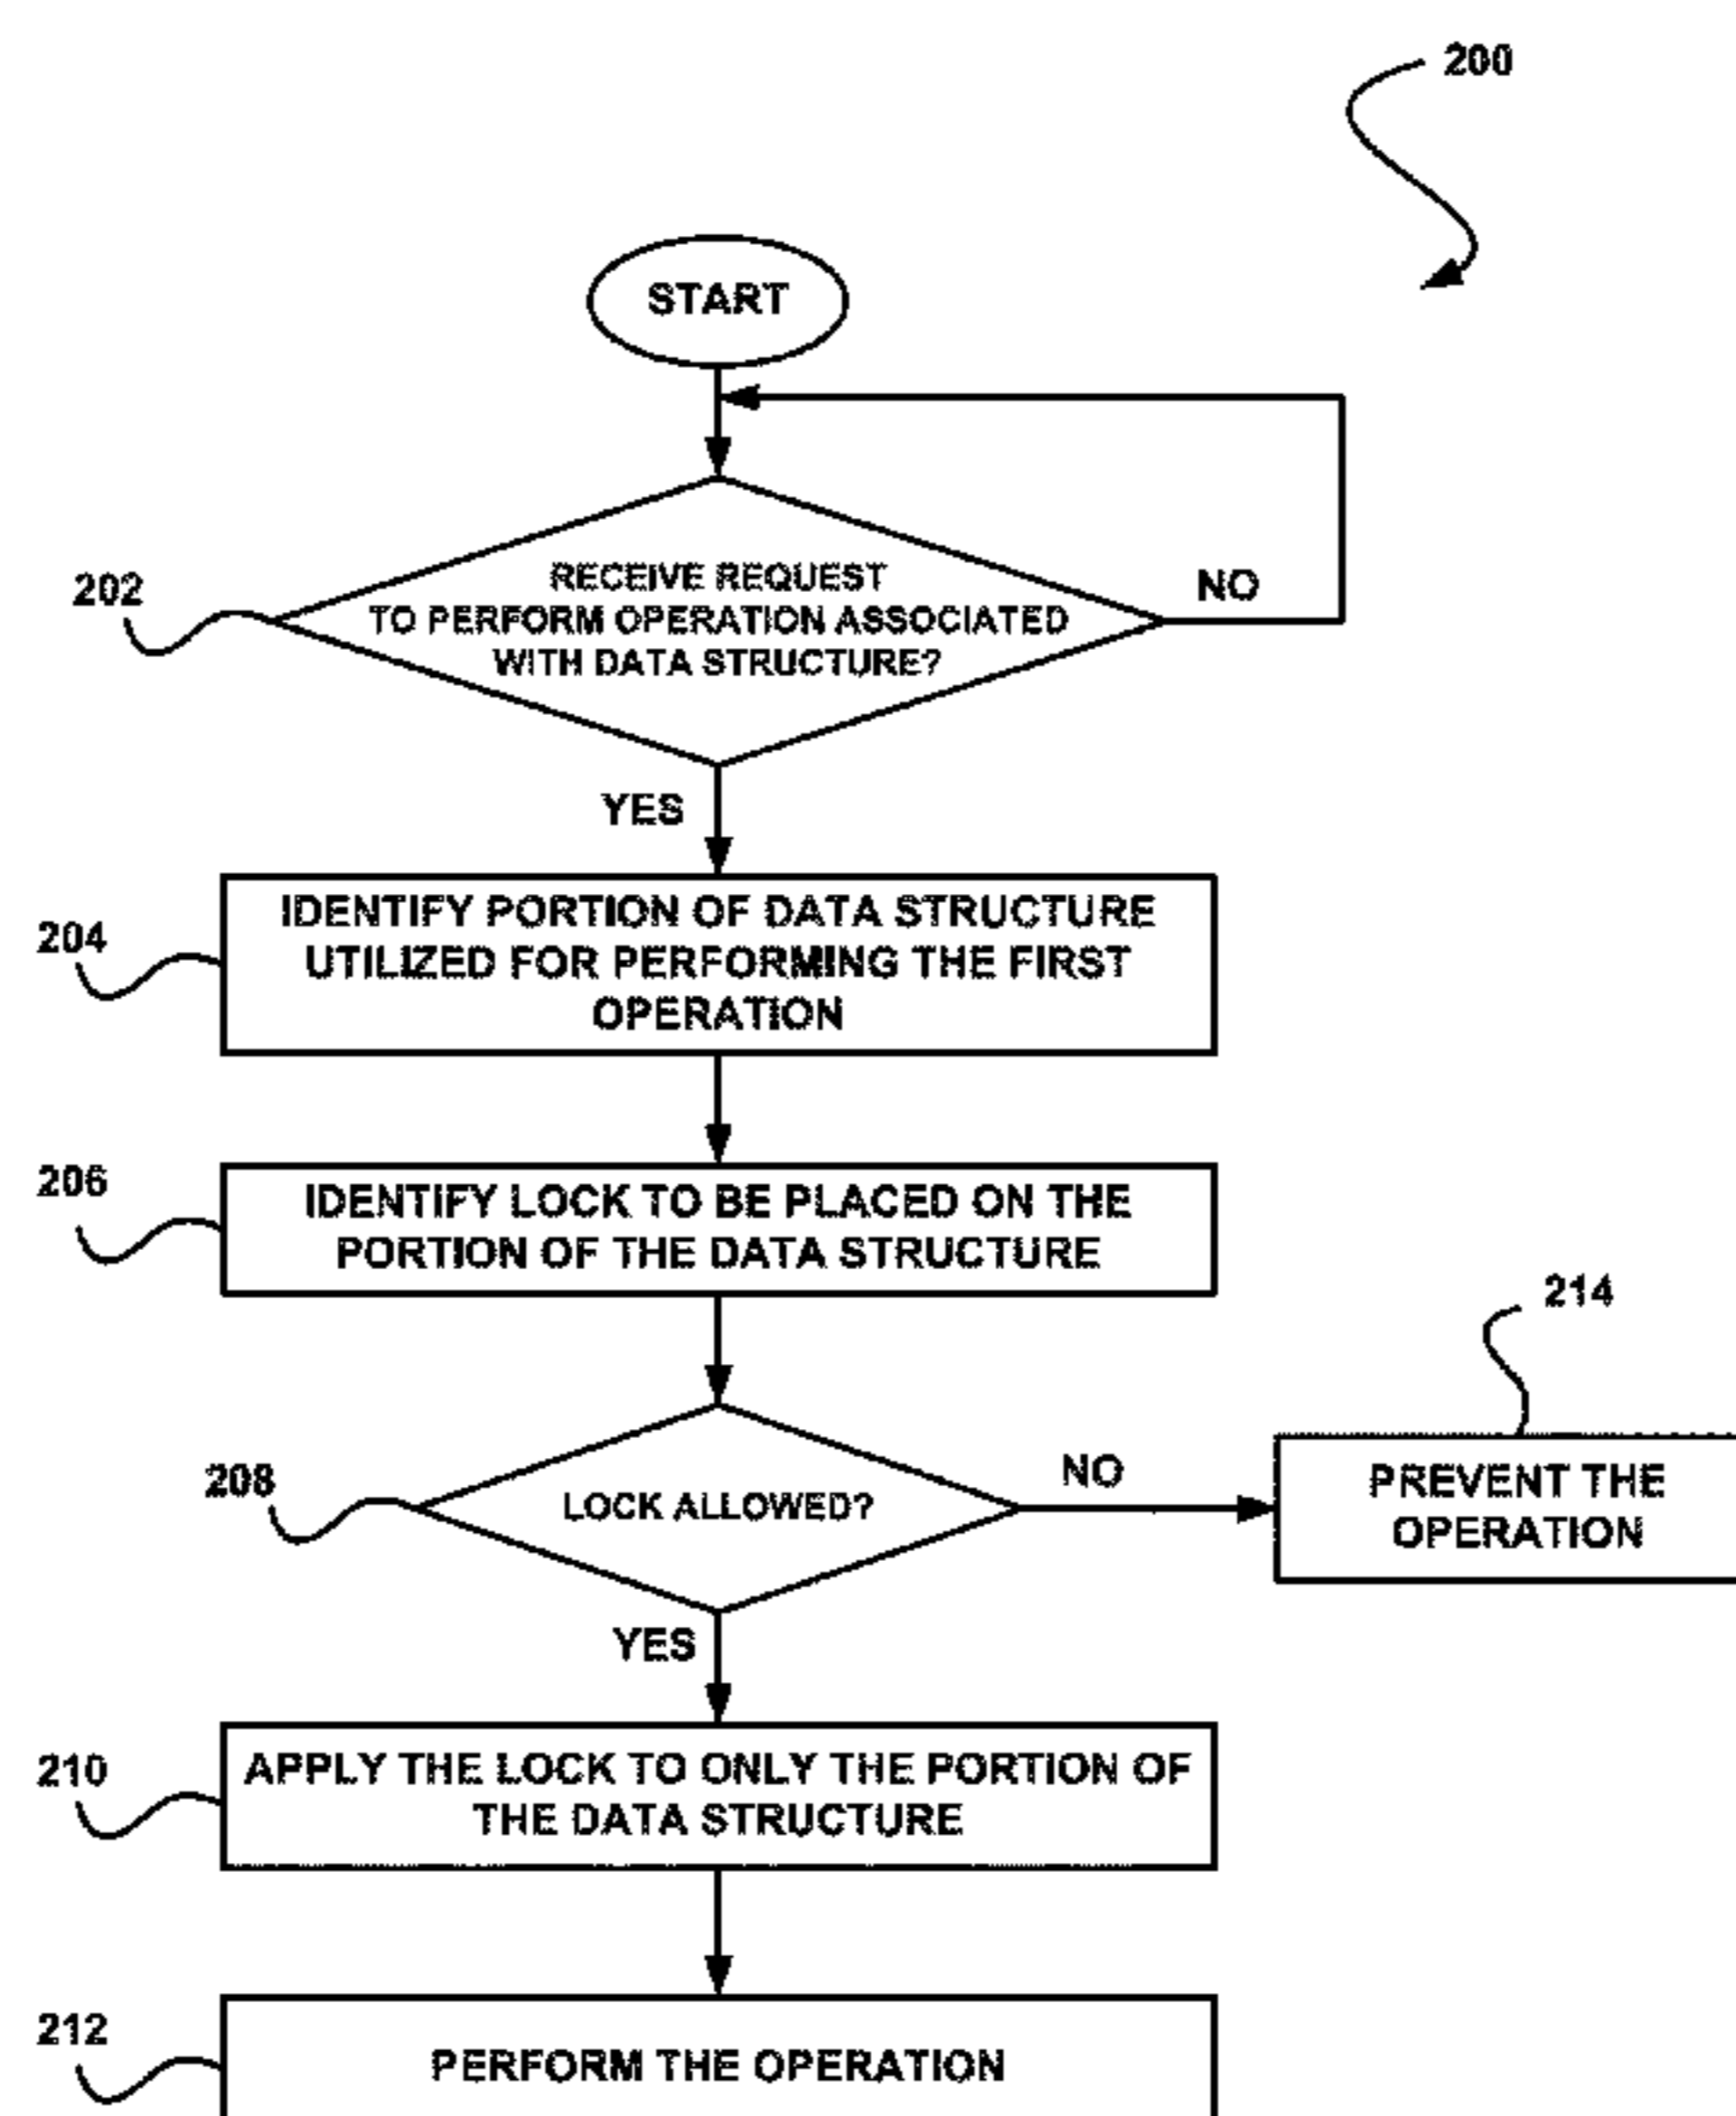 200
START
202
RECEIVE REQUEST
TO PERFORM OPERATION ASSOCIATED
WITH DATA STRUCTURE?
NO
YES
204
IDENTIFY PORTION OF DATA STRUCTURE
UTILIZED FOR PERFORMING THE FIRST
OPERATION
206
IDENTIFY LOCK TO BE PLACED ON THE
PORTION OF THE DATA STRUCTURE
208
LOCK ALLOWED?
NO
214
PREVENT THE
OPERATION
YES
210
APPLY THE LOCK TO ONLY THE PORTION OF
THE DATA STRUCTURE
212
PERFORM THE OPERATION